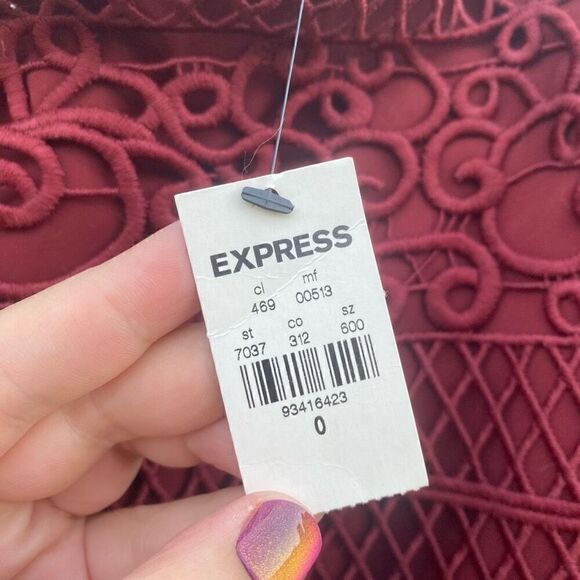 EXPRESS
cl mf
469 00513
st co sz
7037 312 600
93416423
0